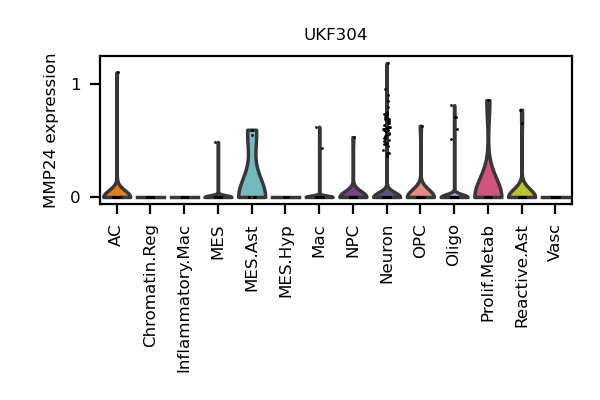 UKF304
MMP24 expression
1
0
AC
Chromatin.Reg
Inflammatory.Mac
MES
MES.Ast
MES.Hyp
Mac
NPC
Neuron
OPC
Oligo
Prolif.Metab
Reactive.Ast
Vasc